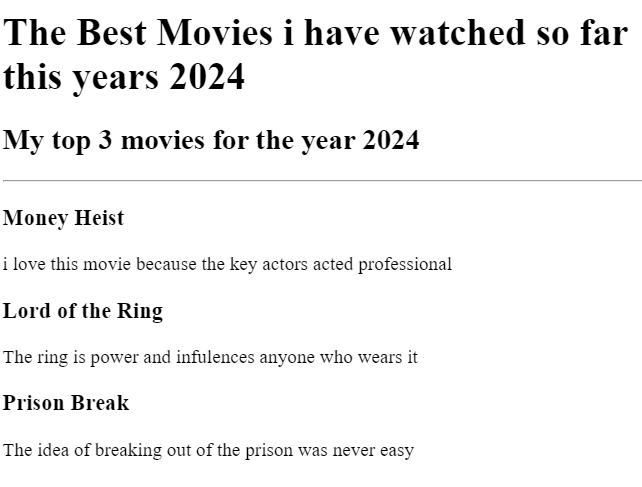 The Best Movies i have watched so far
this years 2024
My top 3 movies for the year 2024
Money Heist
i love this movie because the key actors acted professional
Lord of the Ring
The ring is power and infulences anyone who wears it
Prison Break
The idea of breaking out of the prison was never easy